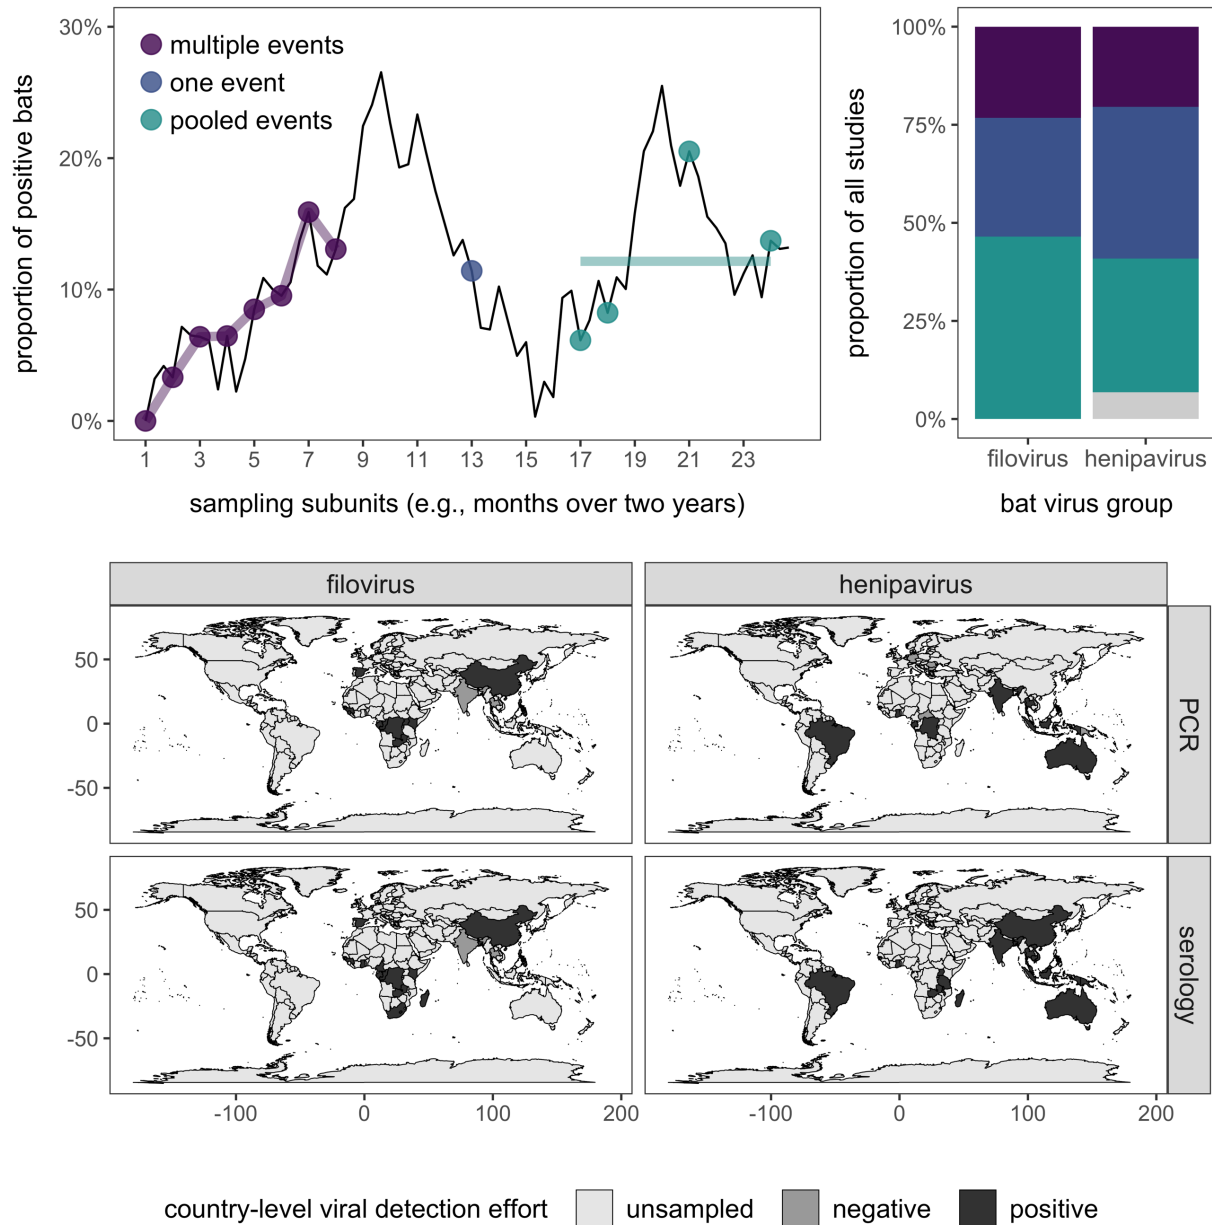 proportion of positive bats
30%
20%
10%
0%
multiple events
one event
pooled events
1 3 5 7 9 11 13 15 17 19 21 23
sampling subunits (e.g., months over two years)
proportion of all studies
100%
75%
50%
25%
0%
filovirus henipavirus
bat virus group
filovirus henipavirus
50
0
-50
PCR
50
0
-50
serology
-100 0 100 200 -100 0 100 200
country-level viral detection effort unsampled negative positive